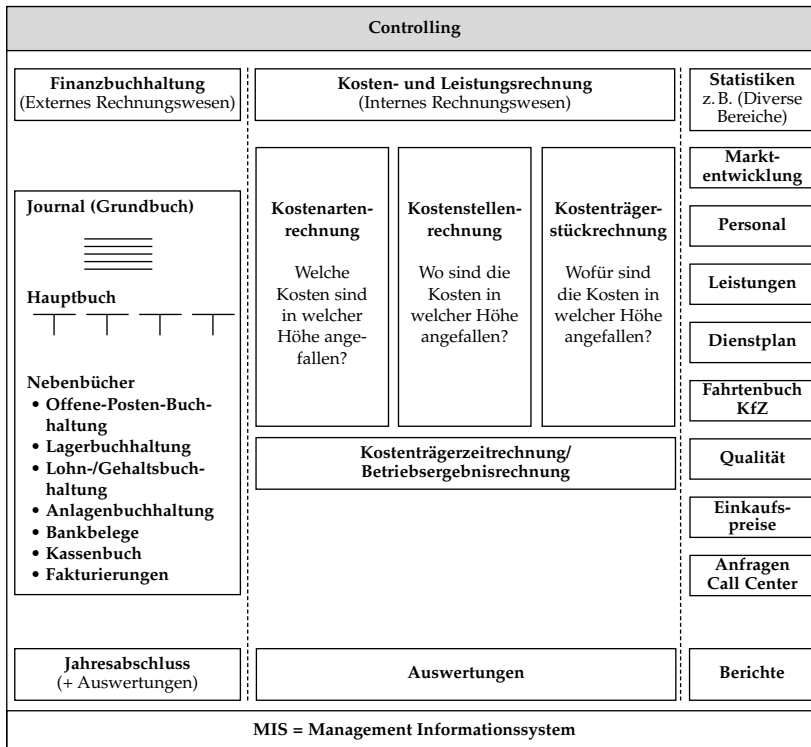 Controlling
Finanzbuchhaltung
(Externes Rechnungswesen)
Journal (Grundbuch)
Hauptbuch
Nebenbücher
• Offene-Posten-Buch-
haltung
• Lagerbuchhaltung
• Lohn-/Gehaltsbuch-
haltung
• Anlagenbuchhaltung
• Bankbelege
• Kassenbuch
• Fakturierungen
Jahresabschluss
(+ Auswertungen)
Kosten- und Leistungsrechnung
(Internes Rechnungswesen)
Kostenarten-
rechnung
Welche
Kosten sind
in welcher
Höhe ange-
fallen?
Kostenstellen-
rechnung
Wo sind die
Kosten in
welcher Höhe
angefallen?
Kostenträger-
stückrechnung
Wofür sind
die Kosten in
welcher Höhe
angefallen?
Kostenträgerzeitrechnung/
Betriebsergebnisrechnung
Auswertungen
Statistiken
z. B. (Diverse
Bereiche)
Markt-
entwicklung
Personal
Leistungen
Dienstplan
Fahrtenbuch
KfZ
Qualität
Einkaufs-
preise
Anfragen
Call Center
Berichte
MIS = Management Informationssystem